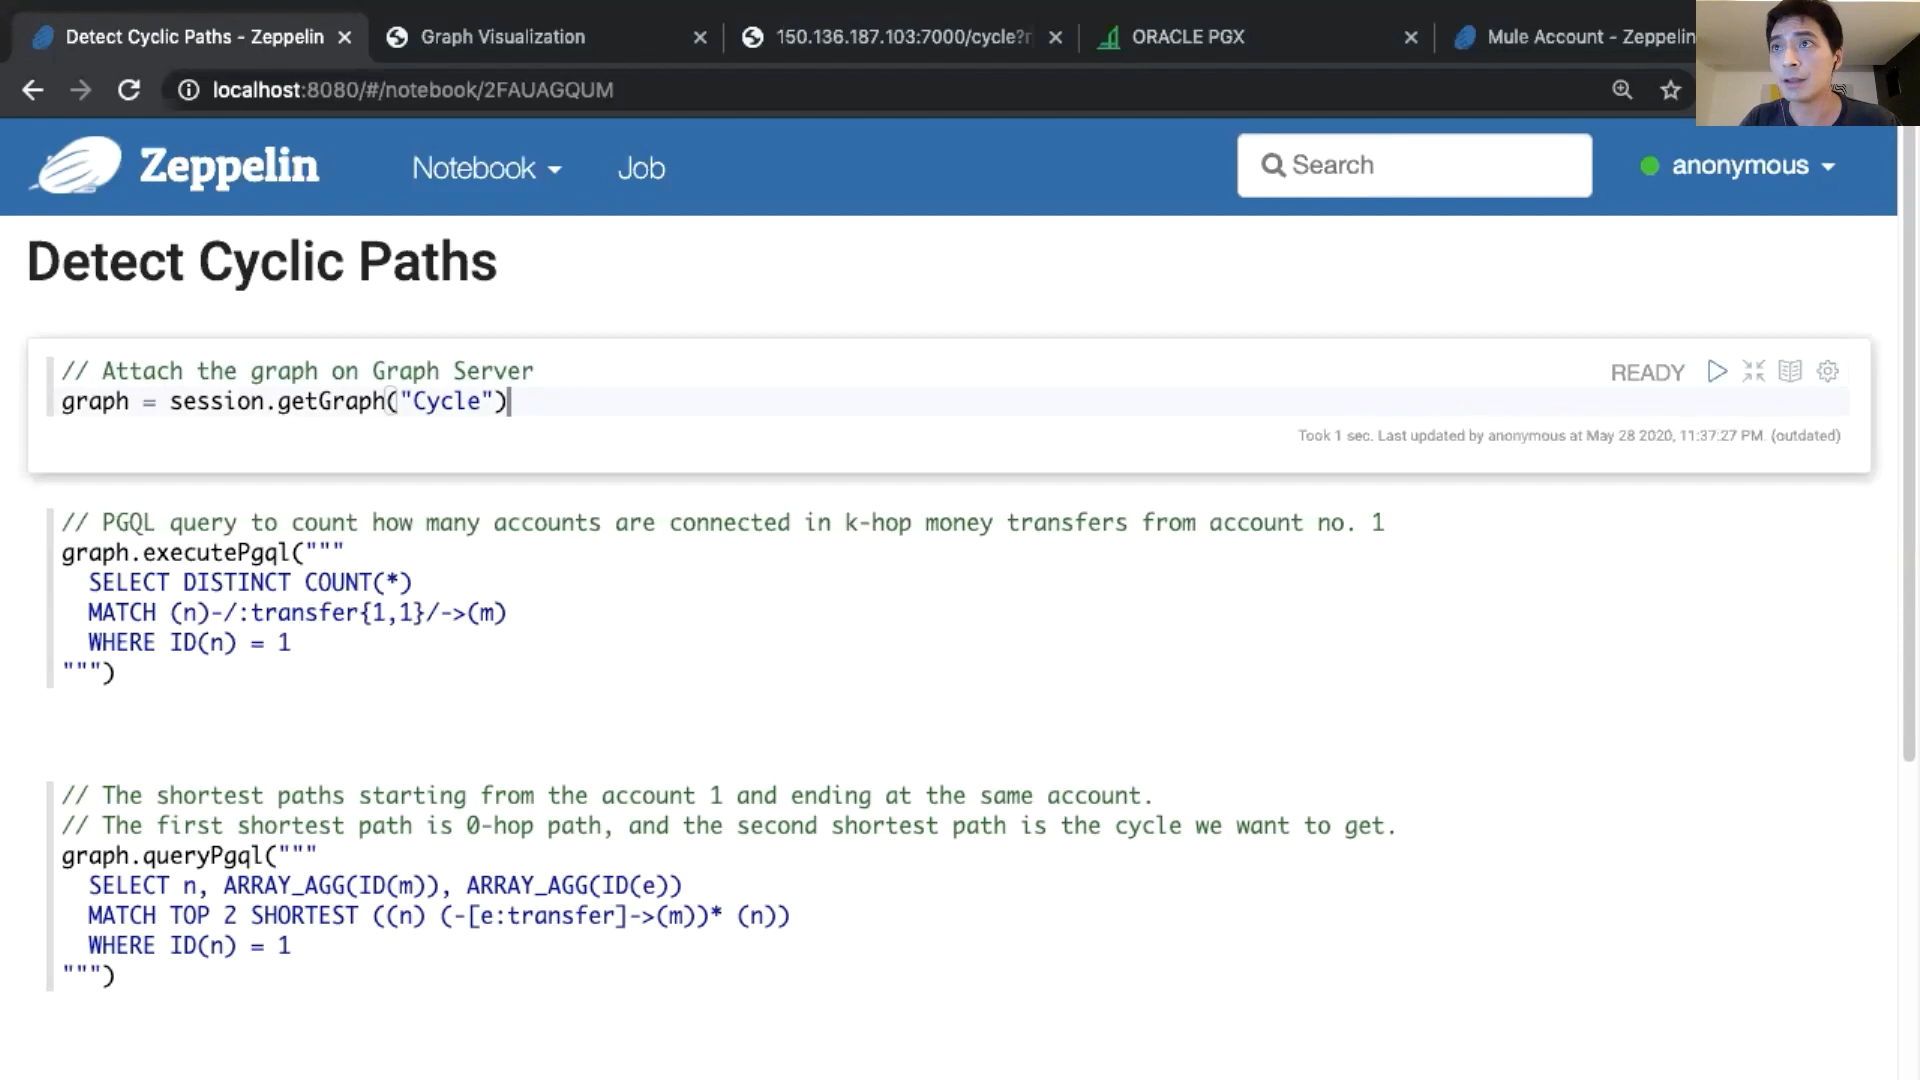 Detect Cyclic Paths - Zeppelin
Graph Visualization
150.136.187.103:7000/cycle?r
ORACLE PGX
Mule Account - Zeppelin
localhost:8080/#/notebook/2FAUAGQUM
Zeppelin
Notebook
Job
Search
anonymous
Detect Cyclic Paths
// Attach the graph on Graph Server
READY
graph = session.getGraph("Cycle")
Took 1 sec. Last updated by anonymous at May 28 2020, 11:37:27 PM. (outdated)
// PGQL query to count how many accounts are connected in k-hop money transfers from account no. 1
graph.executePgql("""
SELECT DISTINCT COUNT(*)
MATCH (n)-/:transfer{1,1}/->(m)
WHERE ID(n) = 1
""")
// The shortest paths starting from the account 1 and ending at the same account.
// The first shortest path is 0-hop path, and the second shortest path is the cycle we want to get.
graph.queryPgql("""
SELECT n, ARRAY_AGG(ID(m)), ARRAY_AGG(ID(e))
MATCH TOP 2 SHORTEST ((n) (-[e:transfer]->(m))* (n))
WHERE ID(n) = 1
""")